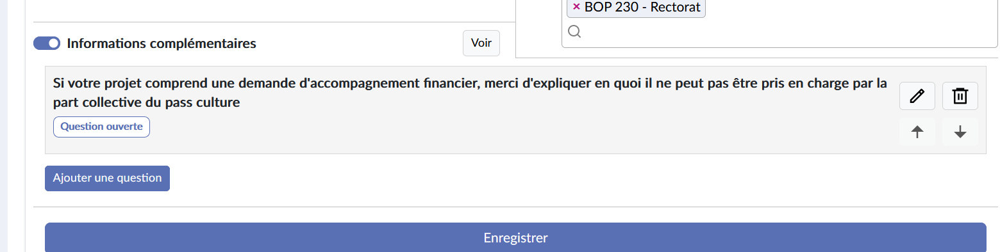 × BOP 230 - Rectorat
Informations complémentaires
Voir
Si votre projet comprend une demande d'accompagnement financier, merci d'expliquer en quoi il ne peut pas être pris en charge par la
part collective du pass culture
Question ouverte
Ajouter une question
Enregistrer